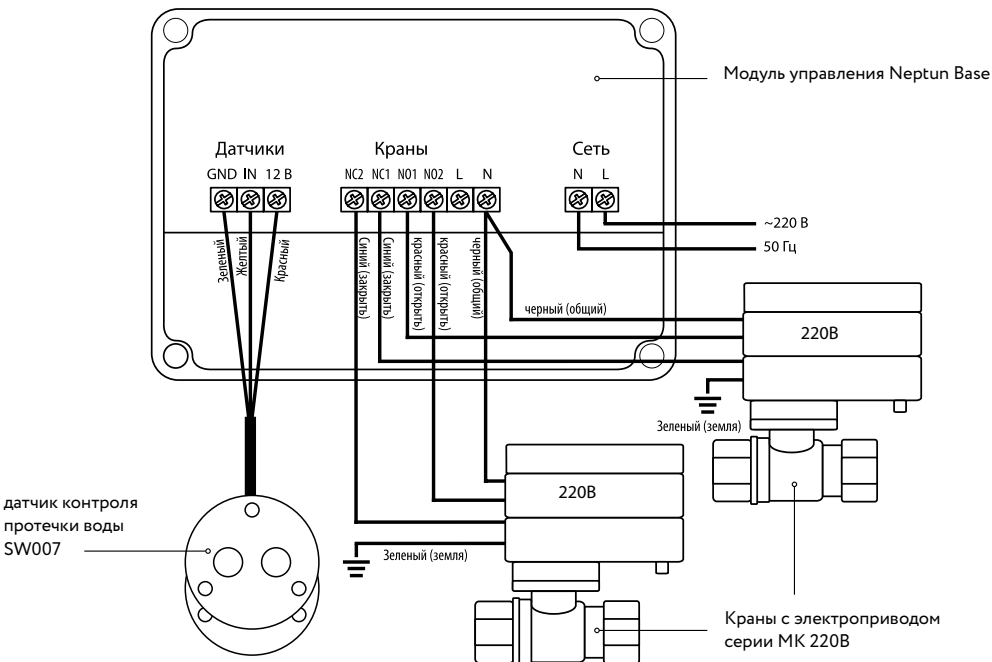 Модуль управления Neptun Base
Датчики
Краны
Сеть
GND IN 12 В
NC2 NC1 NO1 NO2 L N
N L
~220 В
50 Гц
Зеленый
Желтый
Красный
Синий (закрыть)
Синий (закрыть)
красный (открыть)
красный (открыть)
черный (общий)
черный (общий)
220В
Зеленый (земля)
220В
Зеленый (земля)
датчик контроля
протечки воды
SW007
Краны с электроприводом
серии МК 220В